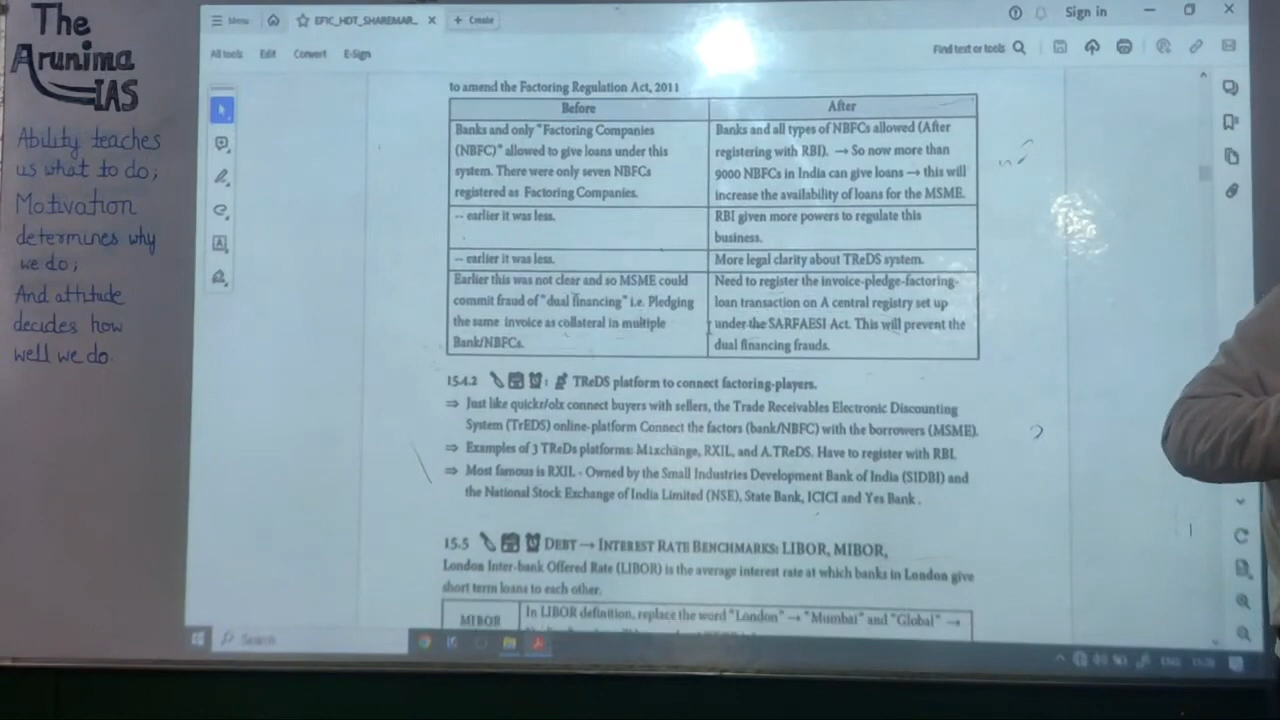 The
Arunima
IAS
Ability teaches
us what to do;
Motivation
determines why
we do;
And attitude
decides how
well we do.
Menu
EFIC_HDT_SHAREMAR...
+ Create
Sign in
All tools
Edit
Convert
E-Sign
Find text or tools
to amend the Factoring Regulation Act, 2011
Before
After
Banks and only "Factoring Companies
(NBFC)" allowed to give loans under this
system. There were only seven NBFCs
registered as Factoring Companies.
Banks and all types of NBFCs allowed (After
registering with RBI). → So now more than
9000 NBFCs in India can give loans → this will
increase the availability of loans for the MSME.
-- earlier it was less.
RBI given more powers to regulate this
business.
-- earlier it was less.
More legal clarity about TReDS system.
Earlier this was not clear and so MSME could
commit fraud of "dual financing" i.e. Pledging
the same invoice as collateral in multiple
Bank/NBFCs.
Need to register the invoice-pledge-factoring-
loan transaction on A central registry set up
under the SARFAESI Act. This will prevent the
dual financing frauds.
15.4.2 TReDS platform to connect factoring-players.
⇒ Just like quickr/olx connect buyers with sellers, the Trade Receivables Electronic Discounting
System (TrEDS) online-platform Connect the factors (bank/NBFC) with the borrowers (MSME).
⇒ Examples of 3 TReDs platforms: M1xchange, RXIL, and A.TReDS. Have to register with RBI.
⇒ Most famous is RXIL - Owned by the Small Industries Development Bank of India (SIDBI) and
the National Stock Exchange of India Limited (NSE), State Bank, ICICI and Yes Bank .
15.5 DEBT → INTEREST RATE BENCHMARKS: LIBOR, MIBOR,
London Inter-bank Offered Rate (LIBOR) is the average interest rate at which banks in London give
short term loans to each other.
MIBOR
In LIBOR definition, replace the word "London" → "Mumbai" and "Global" →
Search
ENG